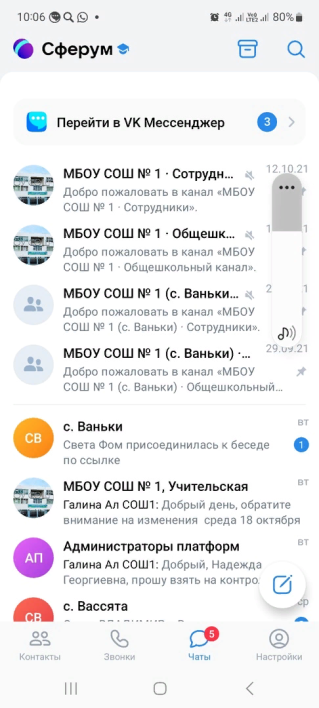 10:06 4G 80%
Сферум
Перейти в VK Мессенджер 3
МБОУ СОШ № 1 · Сотрудн... 12.10.21
Добро пожаловать в канал «МБОУ
СОШ № 1 · Сотрудники».
МБОУ СОШ № 1 · Общешк...
Добро пожаловать в канал «МБОУ
СОШ № 1 · Общешкольный канал».
МБОУ СОШ № 1 (с. Ваньки...
Добро пожаловать в канал «МБОУ
СОШ № 1 (с. Ваньки) · Сотрудники».
МБОУ СОШ № 1 (с. Ваньки) ·... 29.09.21
Добро пожаловать в канал «МБОУ
СОШ № 1 (с. Ваньки) · Общешкольный...
СВ с. Ваньки вт
Света Фом присоединилась к беседе 1
по ссылке
МБОУ СОШ № 1, Учительская вт
Галина Ал СОШ1: Добрый день, обратите
внимание на изменения среда 18 октября
АП Администраторы платформ вт
Галина Ал СОШ1: Добрый, Надежда
Георгиевна, прошу взять на контро...
СВ с. Вассята ср
5
Контакты Звонки Чаты Настройки